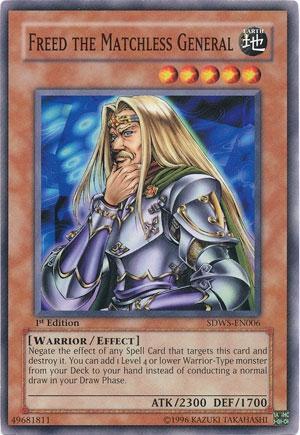 FREED THE MATCHLESS GENERAL
EARTH
地
1st Edition
SDWS-EN006
[WARRIOR / EFFECT]
Negate the effect of any Spell Card that targets this card and
destroy it. You can add 1 Level 4 or lower Warrior-Type monster
from your Deck to your hand instead of conducting a normal
draw in your Draw Phase.
ATK/2300 DEF/1700
49681811
©1996 KAZUKI TAKAHASHI